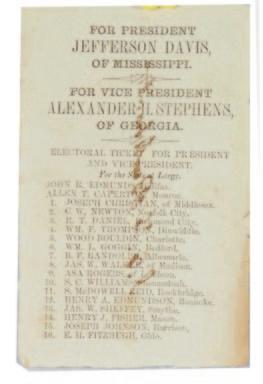 FOR PRESIDENT
JEFFERSON DAVIS,
OF MISSISSIPPI.
FOR VICE PRESIDENT
ALEXANDER H. STEPHENS,
OF GEORGIA.
ELECTORAL TICKET FOR PRESIDENT
AND VICE PRESIDENT.
For the State at Large.
JOHN R. EDMUNDS, Halifax.
ALLEN T. CAPERTON, Monroe.
1. JOSEPH CHRISTIAN, of Middlesex.
2. C. W. NEWTON, Norfolk City.
3. R. T. DANIEL, Richmond City.
4. WM. F. THOMPSON, Dinwiddie.
5. WOOD BOULDIN, Charlotte.
6. WM. L. GOGGIN, Bedford.
7. B. F. RANDOLPH, Albemarle.
8. JAS. W. WALKER, of Madison.
9. ASA ROGERS,
10. S. C. WILLIAMS, Shenandoah.
11. S. McDOWELL REID, Rockbridge.
12. HENRY A. EDMUNDSON, Roanoke.
13. JAS. W. SHEFFEY, Smythe.
14. HENRY J. FISHER, Mason.
15. JOSEPH JOHNSON, Harrison.
16. E. H. FITZHUGH, Ohio.